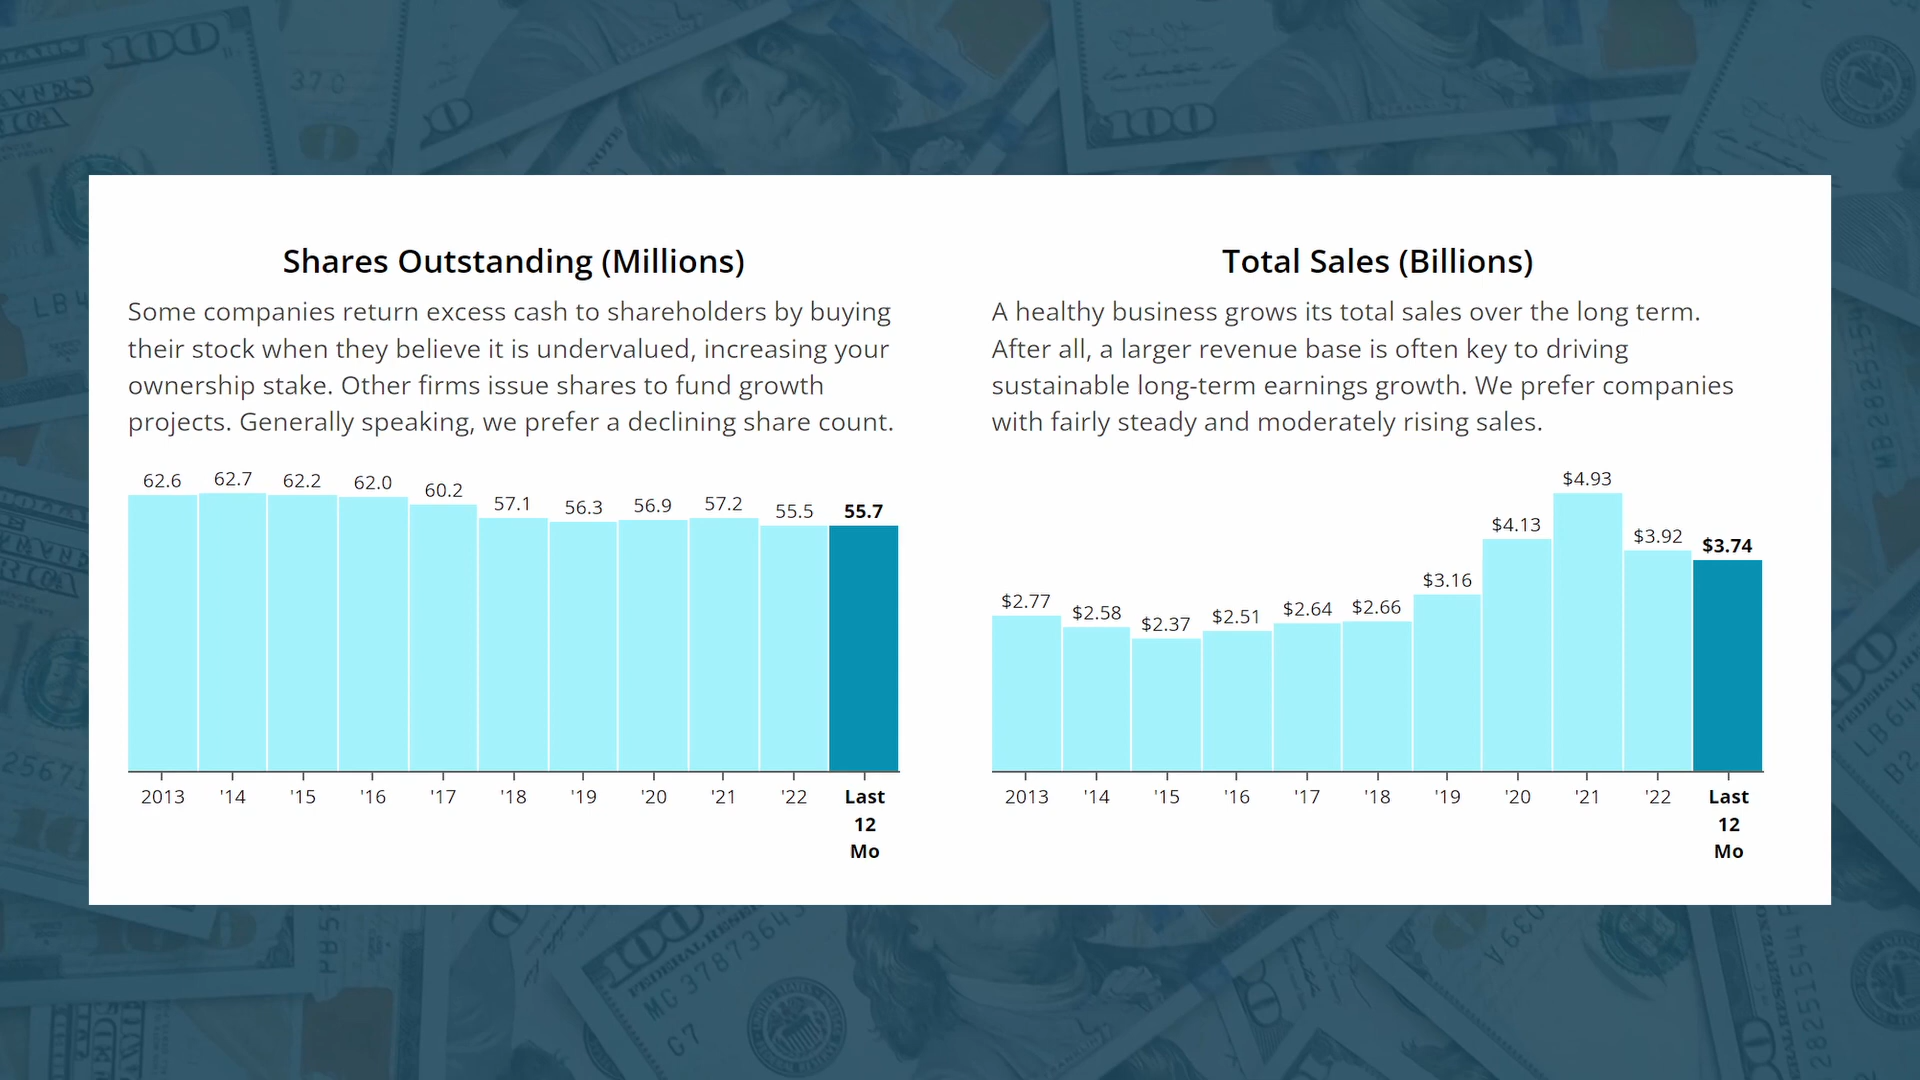 Shares Outstanding (Millions)
Some companies return excess cash to shareholders by buying
their stock when they believe it is undervalued, increasing your
ownership stake. Other firms issue shares to fund growth
projects. Generally speaking, we prefer a declining share count.
62.6 62.7 62.2 62.0 60.2 57.1 56.3 56.9 57.2 55.5 55.7
2013 '14 '15 '16 '17 '18 '19 '20 '21 '22 Last
12
Mo
Total Sales (Billions)
A healthy business grows its total sales over the long term.
After all, a larger revenue base is often key to driving
sustainable long-term earnings growth. We prefer companies
with fairly steady and moderately rising sales.
$2.77 $2.58 $2.37 $2.51 $2.64 $2.66 $3.16 $4.13 $4.93 $3.92 $3.74
2013 '14 '15 '16 '17 '18 '19 '20 '21 '22 Last
12
Mo
100
100